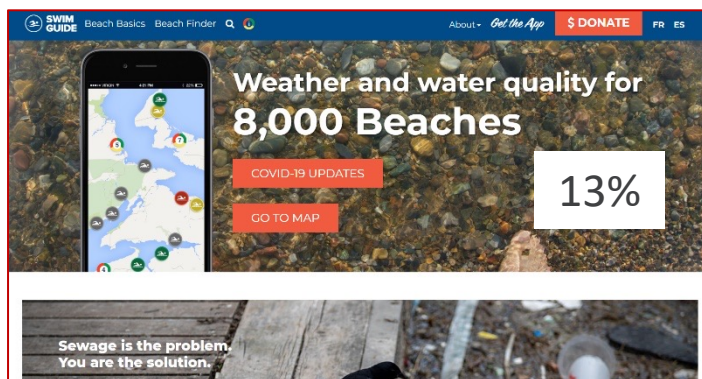 SWIM GUIDE Beach Basics Beach Finder About Get the App $ DONATE FR ES
Weather and water quality for
8,000 Beaches
COVID-19 UPDATES
GO TO MAP
13%
Sewage is the problem.
You are the solution.